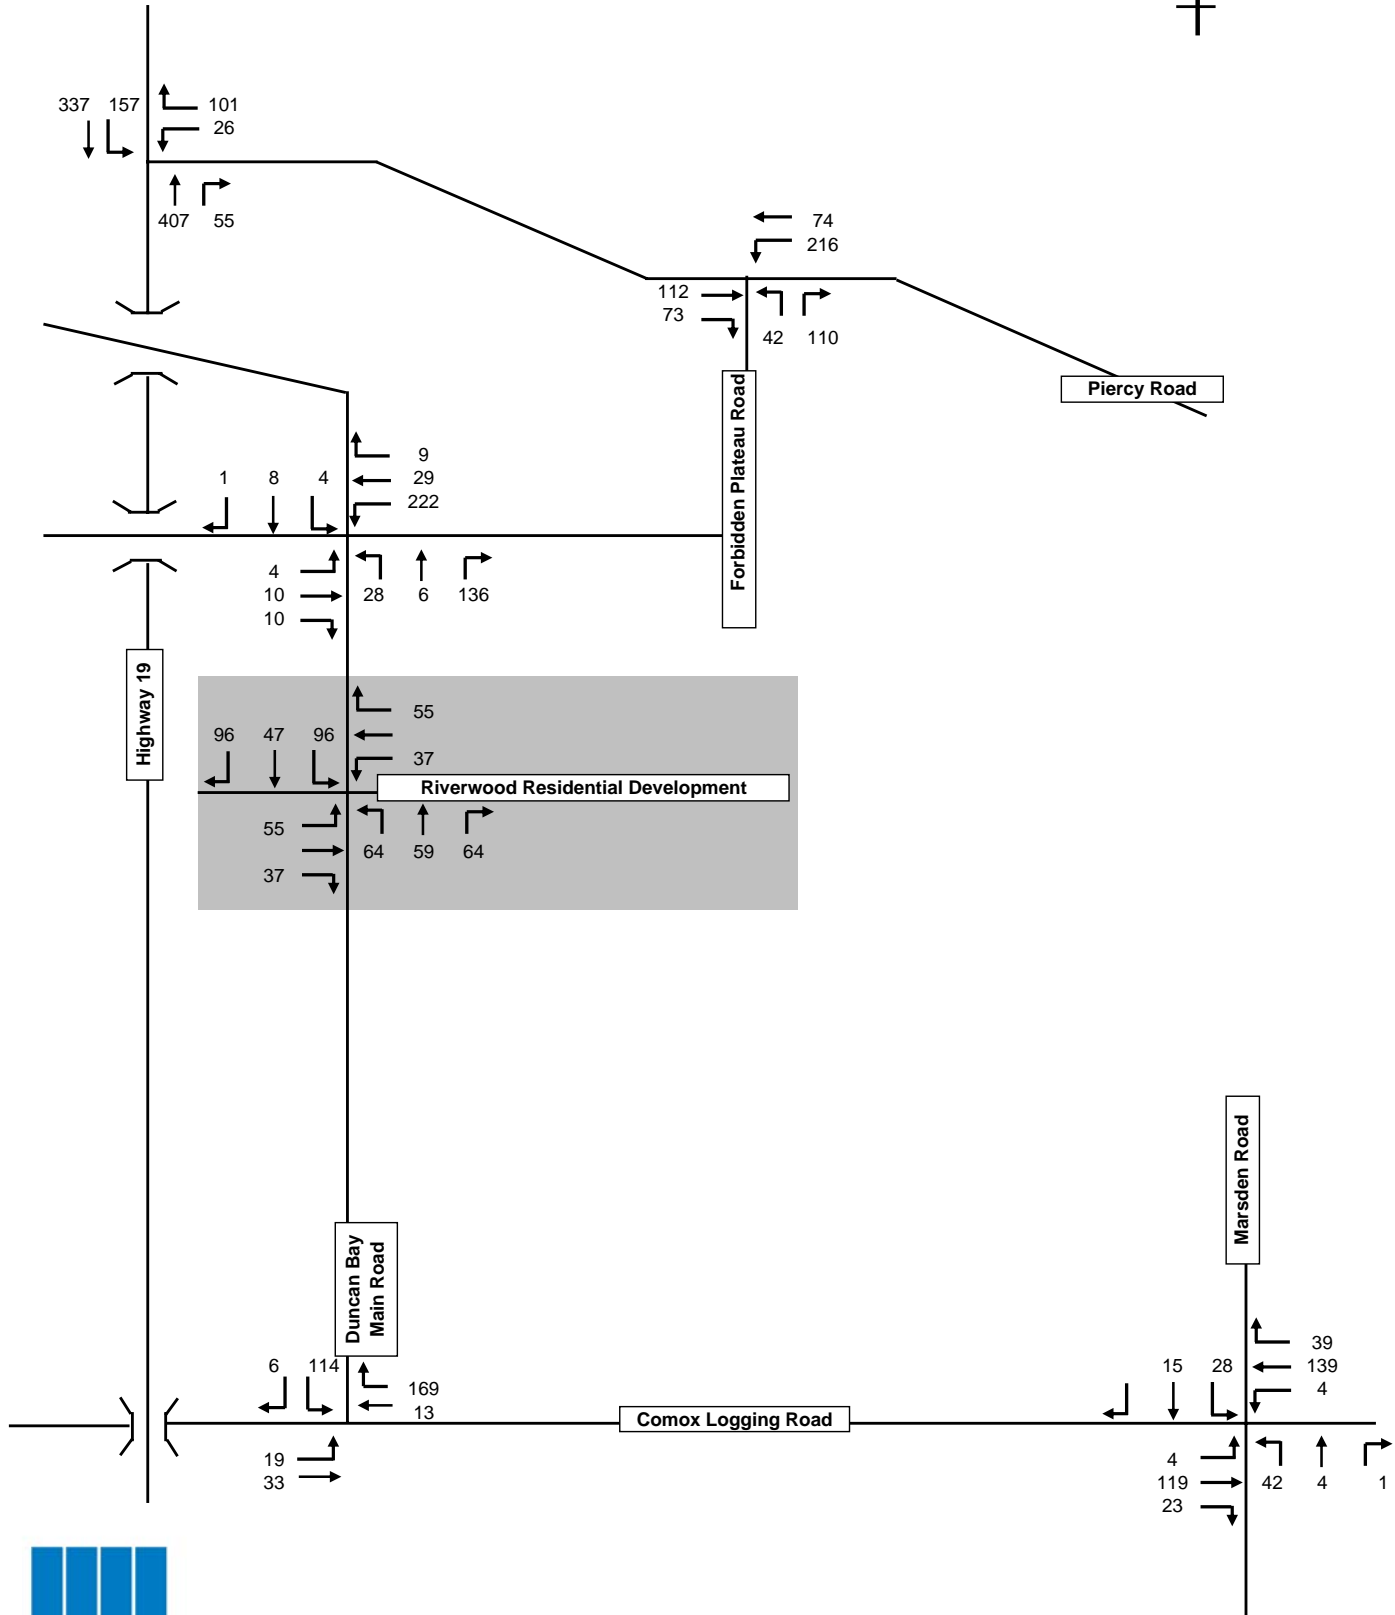 337 157 101
26
407 55
74
216
112
73
42 110
Piercy Road
Forbidden Plateau Road
9
1 8 4 29
222
4
10 28 6 136
10
Highway 19
55
96 47 96
37
Riverwood Residential Development
55
64 59 64
37
Marsden Road
Duncan Bay
Main Road
39
6 114 15 28 139
169 4
13
Comox Logging Road
19 4
33 119 42 4 1
23